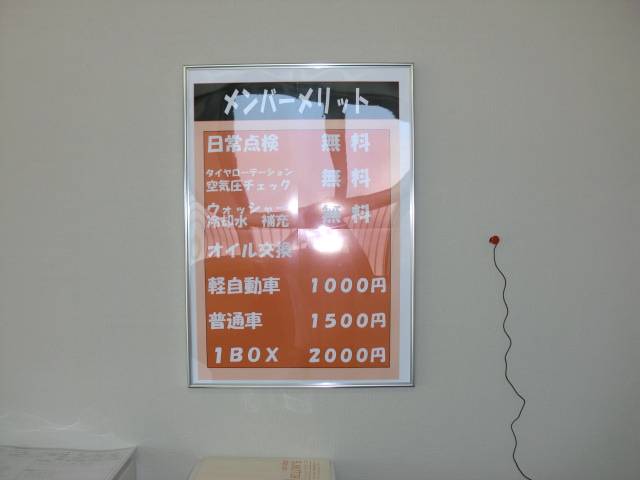 メンバーメリット
日常点検 無料
タイヤローテーション
空気圧チェック 無料
ウォッシャー
冷却水 補充 無料
オイル交換
軽自動車 1000円
普通車 1500円
1BOX 2000円